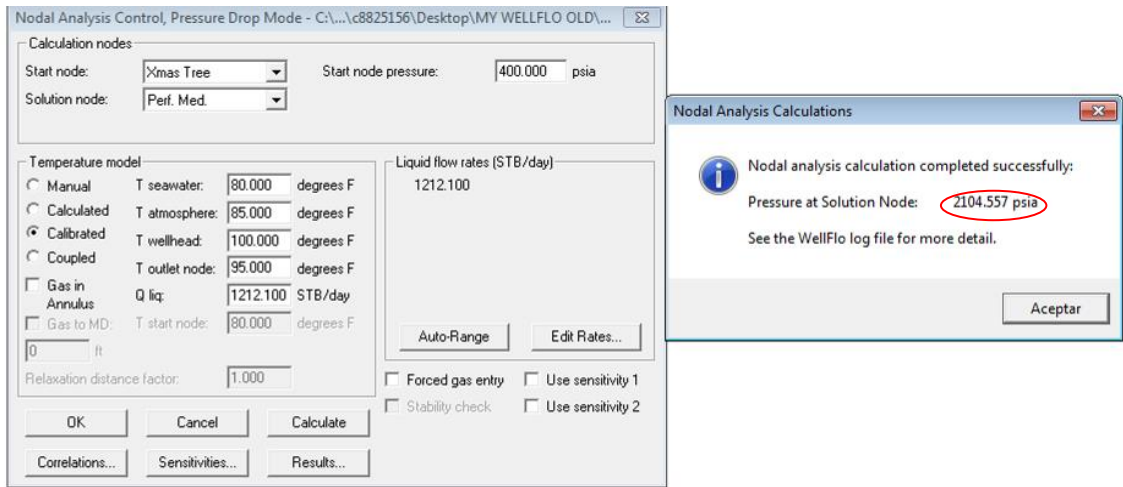 Nodal Analysis Control, Pressure Drop Mode - C:\...\c8825156\Desktop\MY WELLFLO OLD\...
Calculation nodes
Start node: Xmas Tree Start node pressure: 400.000 psia
Solution node: Perf. Med.
Temperature model
Manual T seawater: 80.000 degrees F
Calculated T atmosphere: 85.000 degrees F
Calibrated T wellhead: 100.000 degrees F
Coupled T outlet node: 95.000 degrees F
Gas in Annulus Q liq: 1212.100 STB/day
Gas to MD: T start node: 80.000 degrees F
0 ft
Relaxation distance factor: 1.000
Liquid flow rates (STB/day)
1212.100
Auto-Range Edit Rates...
Forced gas entry Use sensitivity 1
Stability check Use sensitivity 2
OK Cancel Calculate
Correlations... Sensitivities... Results...
Nodal Analysis Calculations
Nodal analysis calculation completed successfully:
Pressure at Solution Node: 2104.557 psia
See the WellFlo log file for more detail.
Aceptar